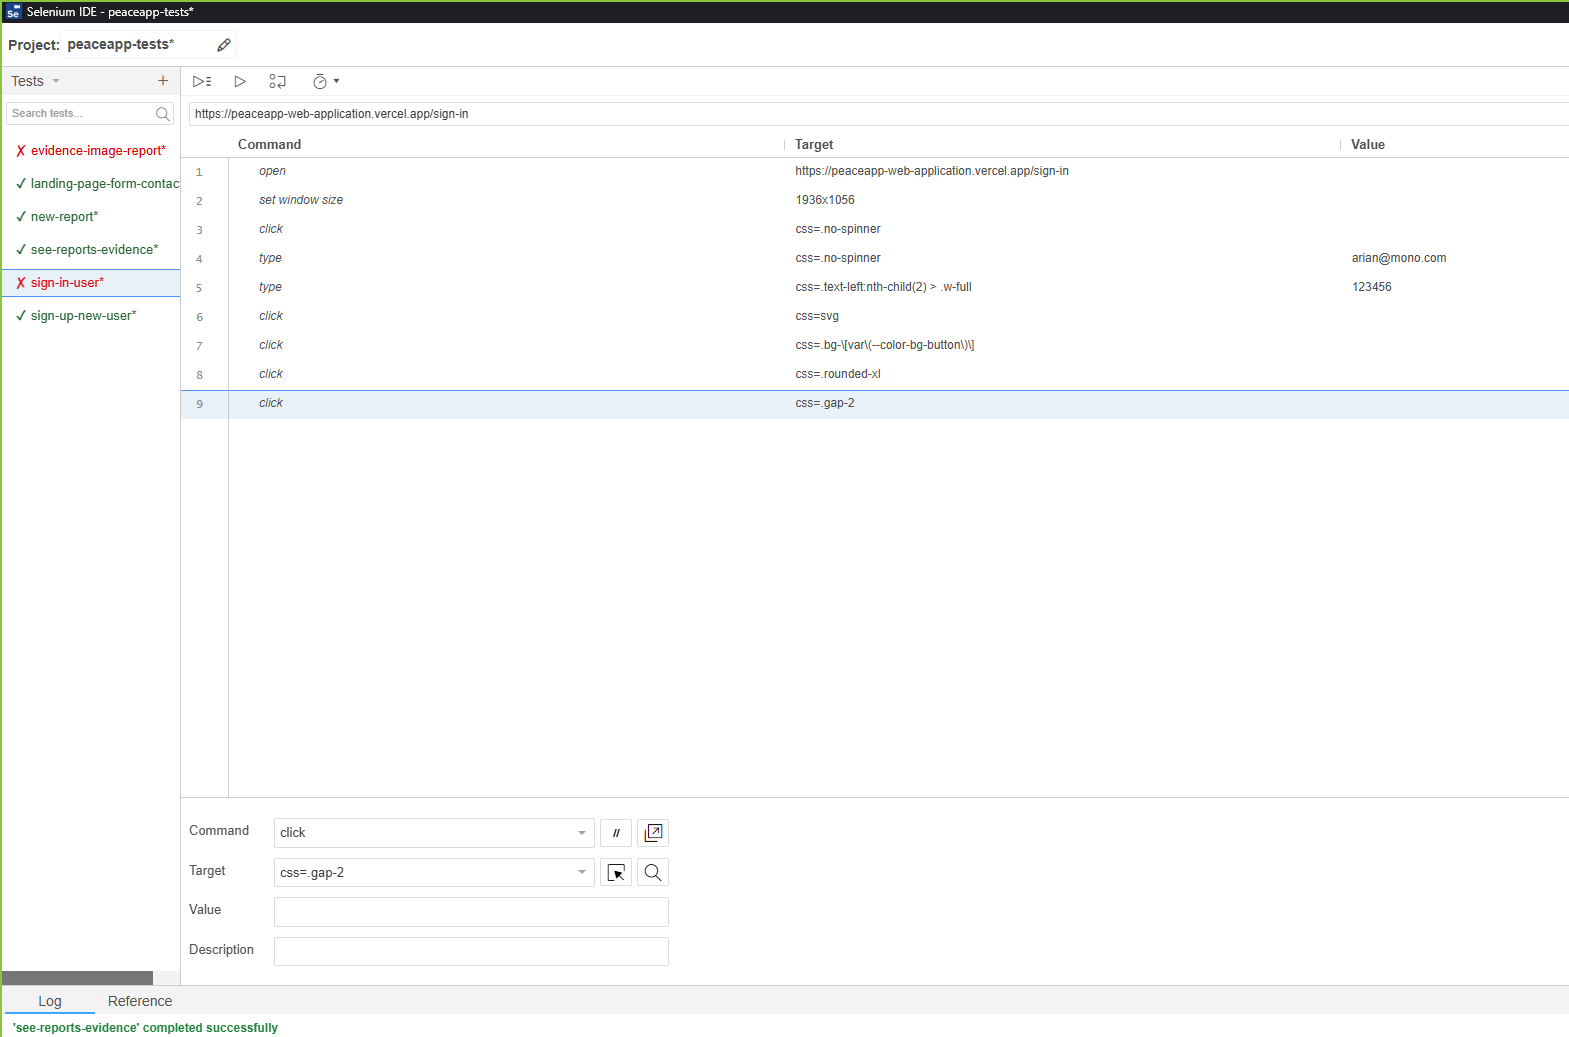 Se Selenium IDE - peaceapp-tests*
Project: peaceapp-tests*
Tests
Search tests...
https://peaceapp-web-application.vercel.app/sign-in
✗ evidence-image-report*
✓ landing-page-form-contac
✓ new-report*
✓ see-reports-evidence*
✗ sign-in-user*
✓ sign-up-new-user*
Command Target Value
1 open https://peaceapp-web-application.vercel.app/sign-in
2 set window size 1936x1056
3 click css=.no-spinner
4 type css=.no-spinner arian@mono.com
5 type css=.text-left:nth-child(2) > .w-full 123456
6 click css=svg
7 click css=.bg-\[var\(--color-bg-button\)\]
8 click css=.rounded-xl
9 click css=.gap-2
Command click //
Target css=.gap-2
Value
Description
Log Reference
'see-reports-evidence' completed successfully